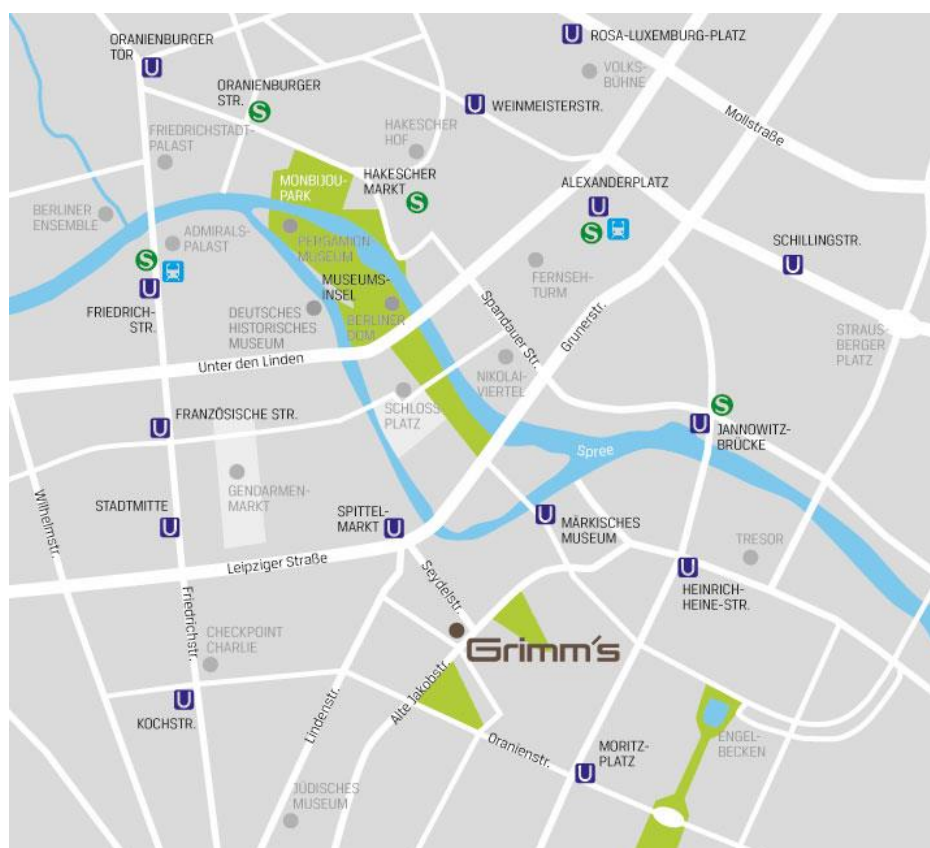 ORANIENBURGER
TOR
U
ROSA-LUXEMBURG-PLATZ
U
VOLKS-
BÜHNE
ORANIENBURGER
STR.
S
WEINMEISTERSTR.
U
Mollstraße
FRIEDRICHSTADT-
PALAST
HAKESCHER
HOF
HAKESCHER
MARKT
S
MONBIJOU-
PARK
ALEXANDERPLATZ
U
S
BERLINER
ENSEMBLE
ADMIRALS-
PALAST
PERGAMON-
MUSEUM
SCHILLINGSTR.
U
S
U
FRIEDRICH-
STR.
MUSEUMS-
INSEL
FERNSEH-
TURM
DEUTSCHES
HISTORISCHES
MUSEUM
BERLINER
DOM
Spandauer Str.
Grunerstr.
STRAUS-
BERGER
PLATZ
Unter den Linden
NIKOLAI-
VIERTEL
SCHLOSS
PLATZ
FRANZÖSISCHE STR.
U
S
U
JANNOWITZ-
BRÜCKE
Spree
GENDARMEN-
MARKT
Wilhelmstr.
STADTMITTE
U
SPITTEL-
MARKT
U
U
MÄRKISCHES
MUSEUM
TRESOR
Leipziger Straße
Seydelstr.
U
HEINRICH-
HEINE-STR.
Friedrichstr.
CHECKPOINT
CHARLIE
Grimm's
U
KOCHSTR.
Lindenstr.
Alte Jakobstr.
Oranienstr.
MORITZ-
PLATZ
U
ENGEL-
BECKEN
JÜDISCHES
MUSEUM